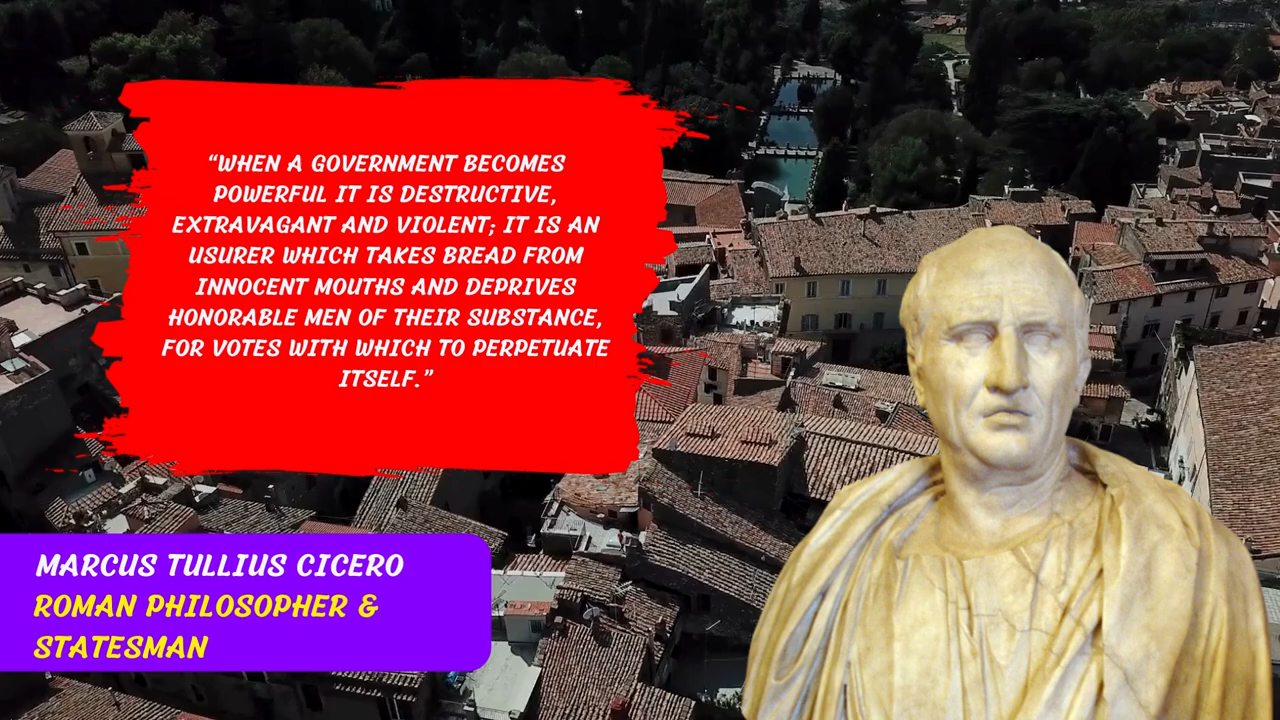 “WHEN A GOVERNMENT BECOMES
POWERFUL IT IS DESTRUCTIVE,
EXTRAVAGANT AND VIOLENT; IT IS AN
USURER WHICH TAKES BREAD FROM
INNOCENT MOUTHS AND DEPRIVES
HONORABLE MEN OF THEIR SUBSTANCE,
FOR VOTES WITH WHICH TO PERPETUATE
ITSELF.”
MARCUS TULLIUS CICERO
ROMAN PHILOSOPHER &
STATESMAN